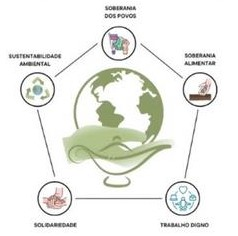 SOBERANIA
DOS POVOS
SUSTENTABILIDADE
AMBIENTAL
SOBERANIA
ALIMENTAR
SOLIDARIEDADE
TRABALHO DIGNO